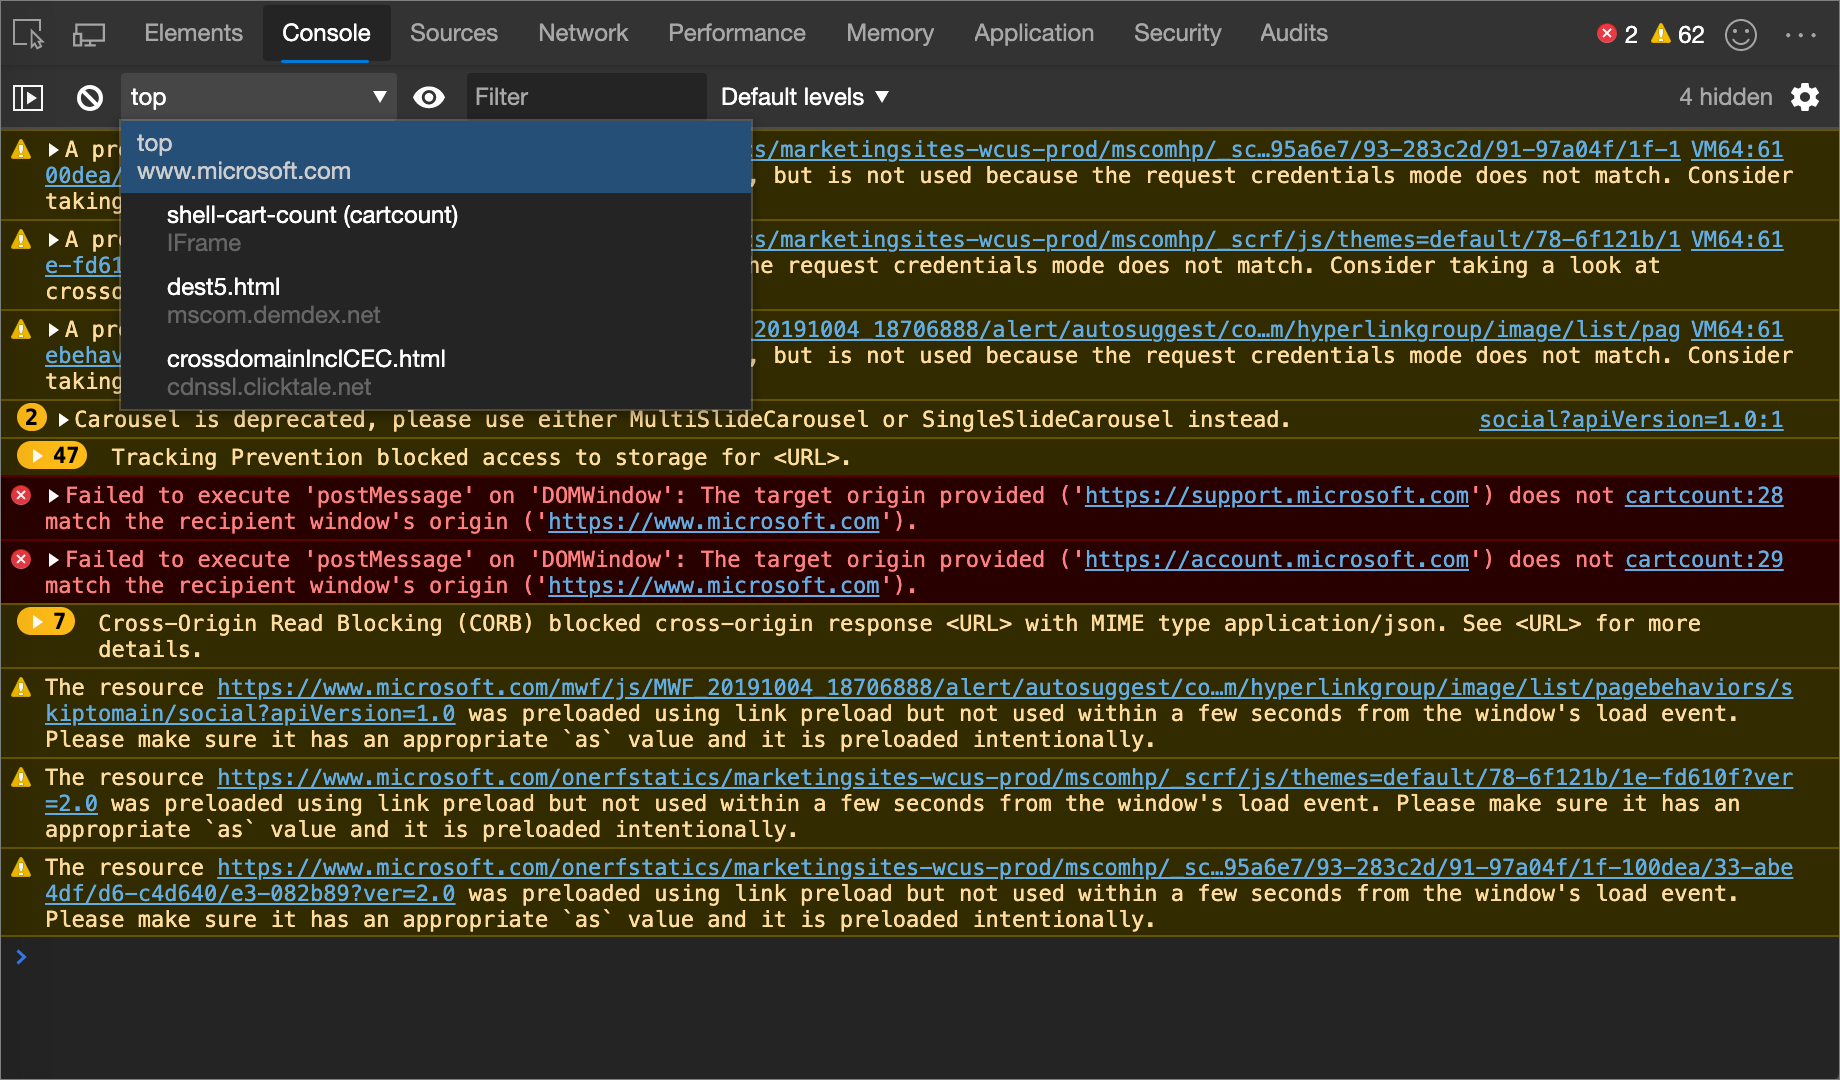 Elements Console Sources Network Performance Memory Application Security Audits 2 62
top Filter Default levels 4 hidden
top
www.microsoft.com
shell-cart-count (cartcount)
IFrame
dest5.html
mscom.demdex.net
crossdomainInclCEC.html
cdnssl.clicktale.net
A pr s/marketingsites-wcus-prod/mscomhp/_sc…95a6e7/93-283c2d/91-97a04f/1f-1 VM64:61
00dea/ , but is not used because the request credentials mode does not match. Consider
taking
A pr s/marketingsites-wcus-prod/mscomhp/_scrf/js/themes=default/78-6f121b/1 VM64:61
e-fd61 he request credentials mode does not match. Consider taking a look at
crosso
A pr 20191004_18706888/alert/autosuggest/co…m/hyperlinkgroup/image/list/pag VM64:61
ebehav , but is not used because the request credentials mode does not match. Consider
taking
2 Carousel is deprecated, please use either MultiSlideCarousel or SingleSlideCarousel instead. social?apiVersion=1.0:1
47 Tracking Prevention blocked access to storage for <URL>.
Failed to execute 'postMessage' on 'DOMWindow': The target origin provided ('https://support.microsoft.com') does not cartcount:28
match the recipient window's origin ('https://www.microsoft.com').
Failed to execute 'postMessage' on 'DOMWindow': The target origin provided ('https://account.microsoft.com') does not cartcount:29
match the recipient window's origin ('https://www.microsoft.com').
7 Cross-Origin Read Blocking (CORB) blocked cross-origin response <URL> with MIME type application/json. See <URL> for more
details.
The resource https://www.microsoft.com/mwf/js/MWF_20191004_18706888/alert/autosuggest/co…m/hyperlinkgroup/image/list/pagebehaviors/s
kiptomain/social?apiVersion=1.0 was preloaded using link preload but not used within a few seconds from the window's load event.
Please make sure it has an appropriate `as` value and it is preloaded intentionally.
The resource https://www.microsoft.com/onerfstatics/marketingsites-wcus-prod/mscomhp/_scrf/js/themes=default/78-6f121b/1e-fd610f?ver
=2.0 was preloaded using link preload but not used within a few seconds from the window's load event. Please make sure it has an
appropriate `as` value and it is preloaded intentionally.
The resource https://www.microsoft.com/onerfstatics/marketingsites-wcus-prod/mscomhp/_sc…95a6e7/93-283c2d/91-97a04f/1f-100dea/33-abe
4df/d6-c4d640/e3-082b89?ver=2.0 was preloaded using link preload but not used within a few seconds from the window's load event.
Please make sure it has an appropriate `as` value and it is preloaded intentionally.